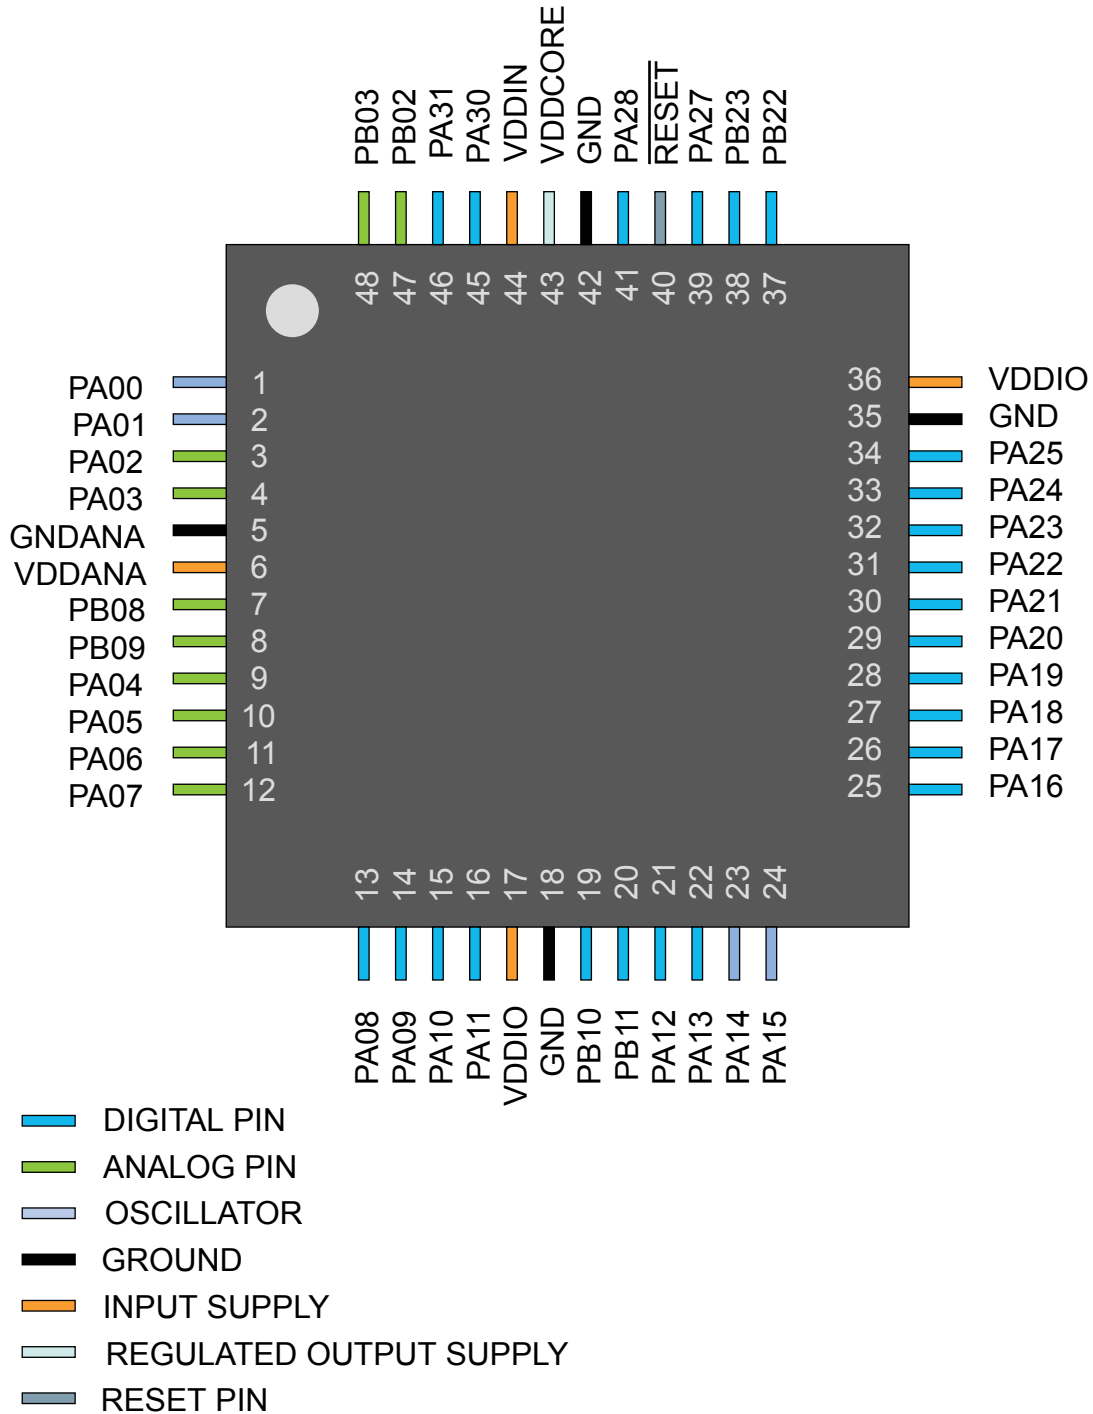 PB03
PB02
PA31
PA30
VDDIN
VDDCORE
GND
PA28
RESET
PA27
PB23
PB22
48
47
46
45
44
43
42
41
40
39
38
37
PA00 1
PA01 2
PA02 3
PA03 4
GNDANA 5
VDDANA 6
PB08 7
PB09 8
PA04 9
PA05 10
PA06 11
PA07 12
36 VDDIO
35 GND
34 PA25
33 PA24
32 PA23
31 PA22
30 PA21
29 PA20
28 PA19
27 PA18
26 PA17
25 PA16
13
14
15
16
17
18
19
20
21
22
23
24
PA08
PA09
PA10
PA11
VDDIO
GND
PB10
PB11
PA12
PA13
PA14
PA15
DIGITAL PIN
ANALOG PIN
OSCILLATOR
GROUND
INPUT SUPPLY
REGULATED OUTPUT SUPPLY
RESET PIN